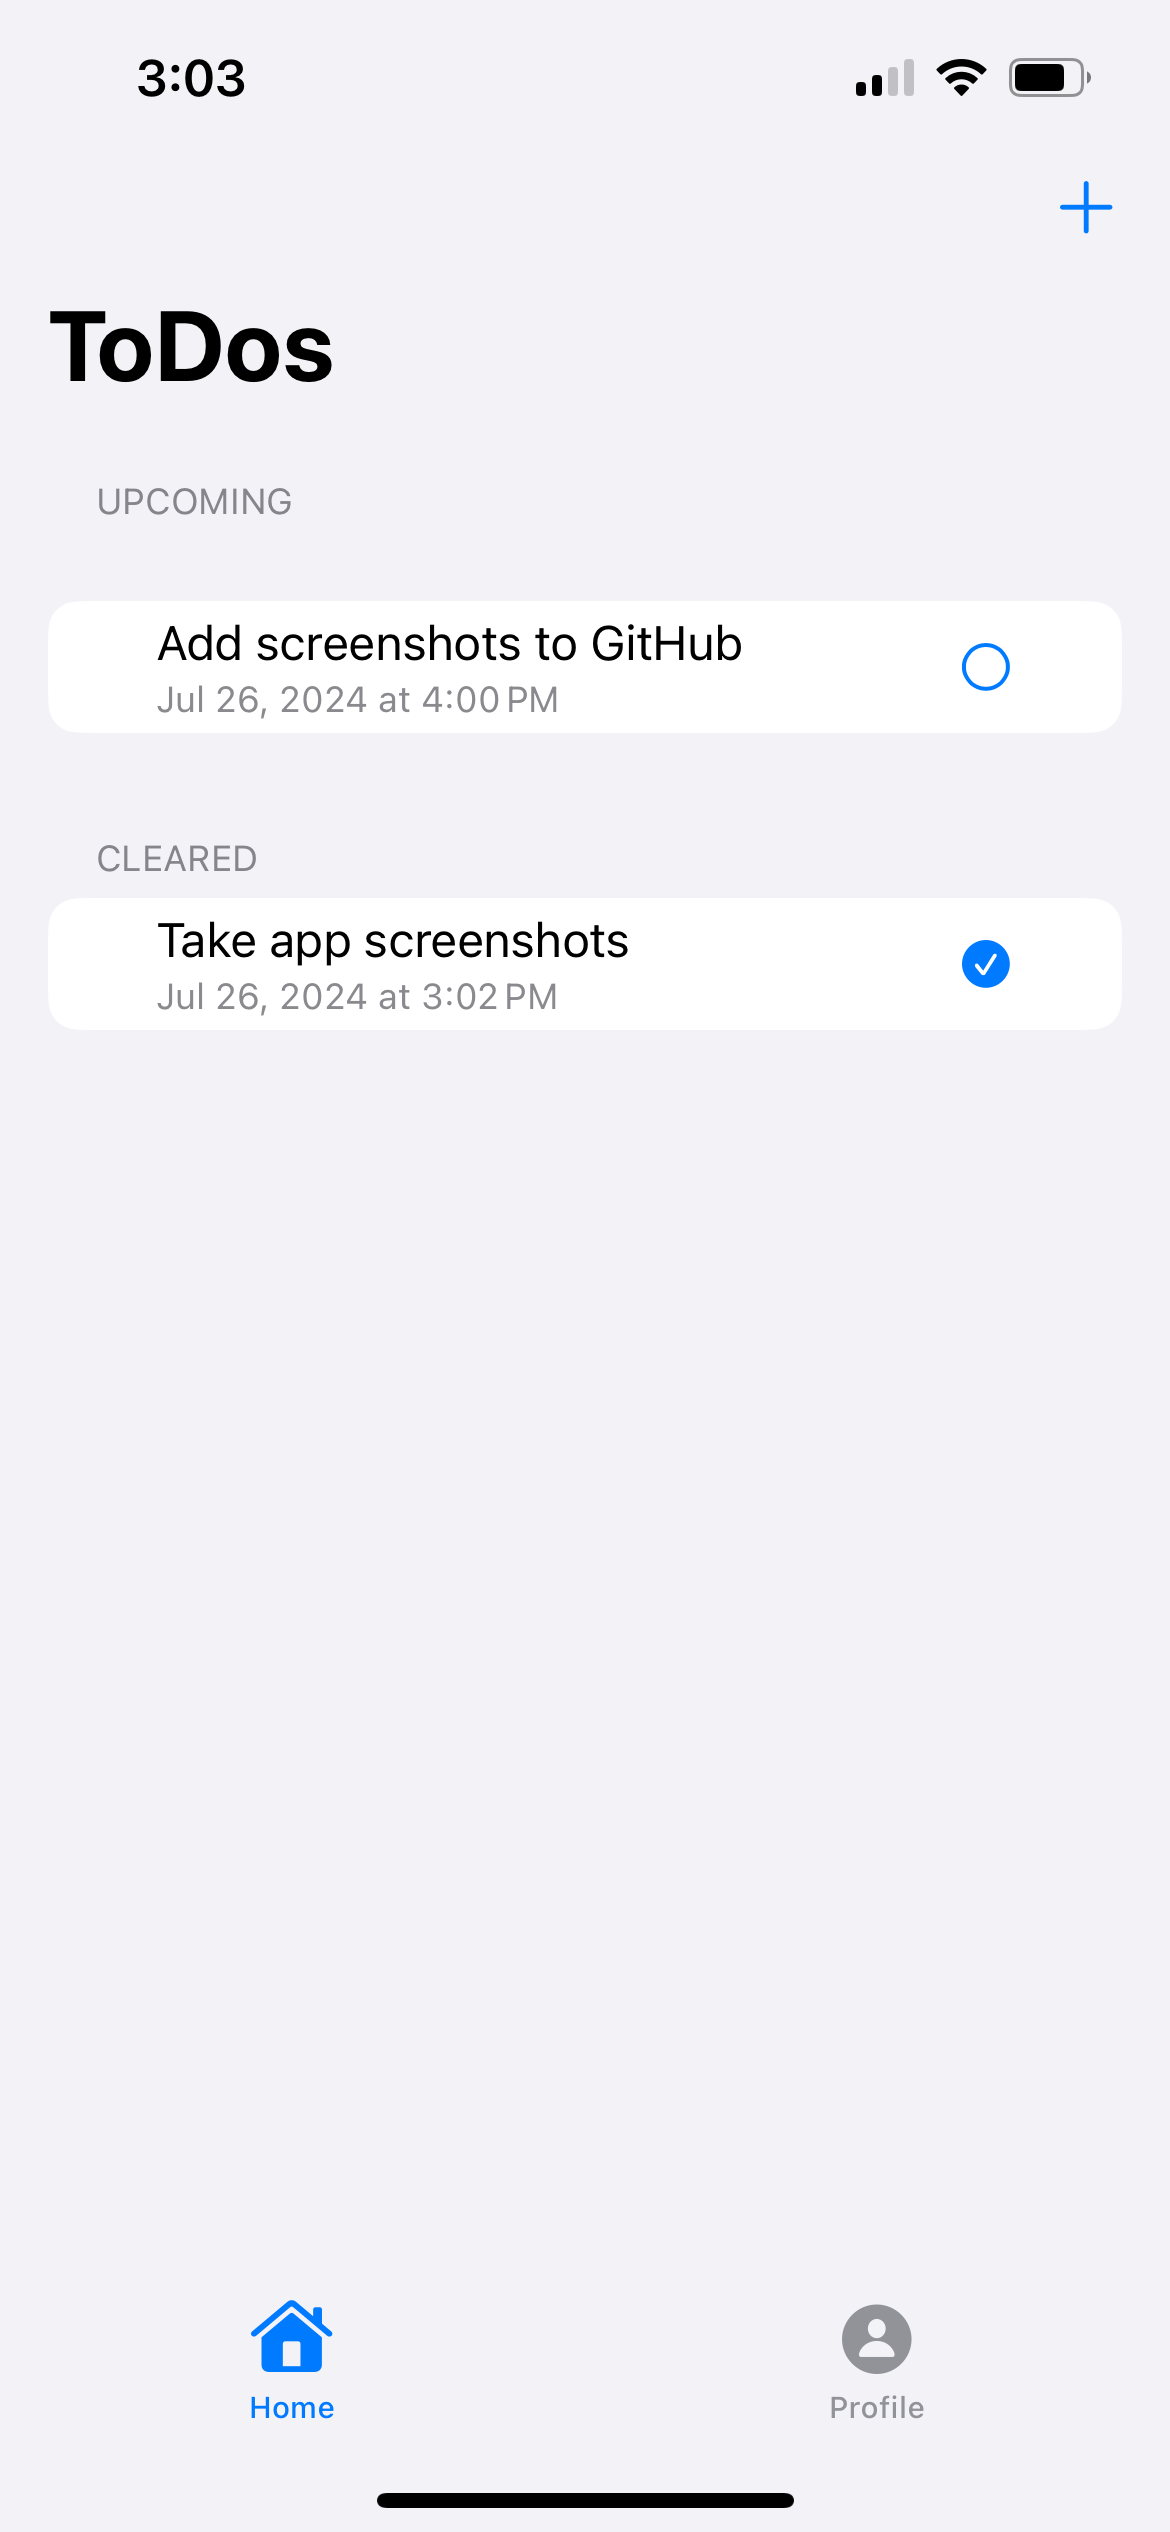 3:03
ToDos
UPCOMING
Add screenshots to GitHub
Jul 26, 2024 at 4:00 PM
CLEARED
Take app screenshots
Jul 26, 2024 at 3:02 PM
Home
Profile